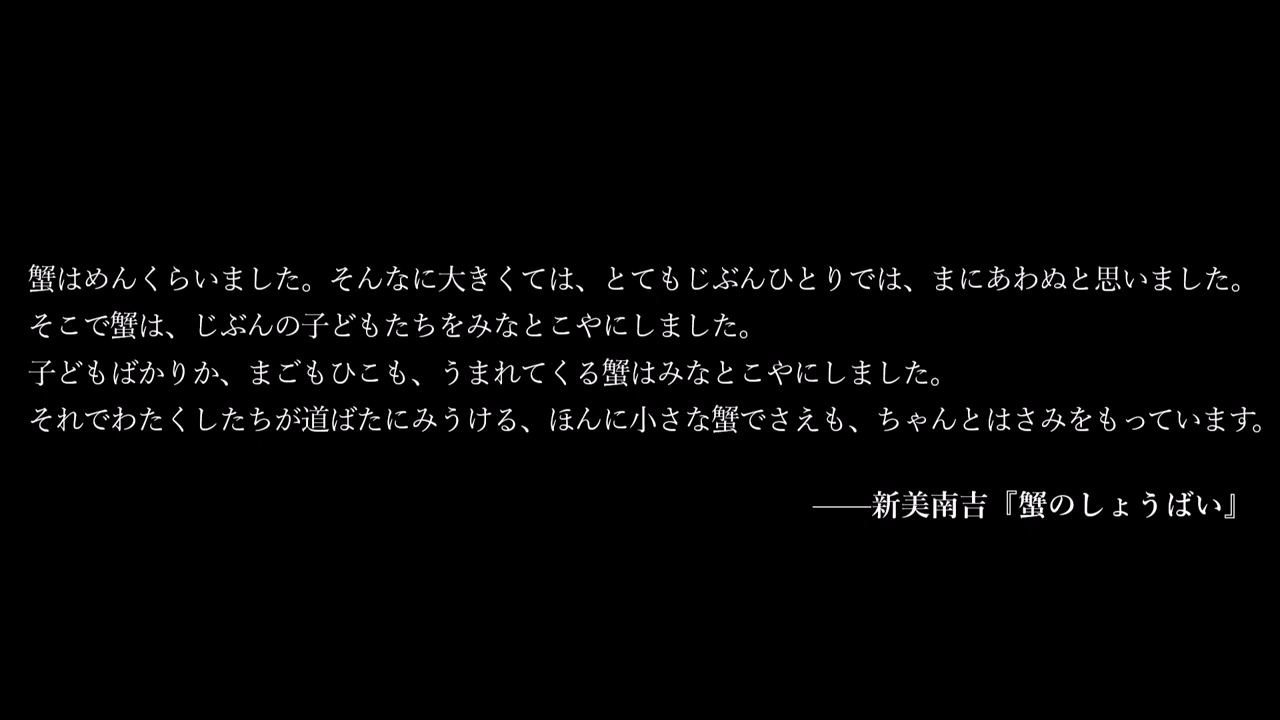 蟹はめんくらいました。そんなに大きくては、とてもじぶんひとりでは、まにあわぬと思いました。
そこで蟹は、じぶんの子どもたちをみなとこやにしました。
子どもばかりか、まごもひこも、うまれてくる蟹はみなとこやにしました。
それでわたくしたちが道ばたにみうける、ほんに小さな蟹でさえも、ちゃんとはさみをもっています。
——新美南吉『蟹のしょうばい』